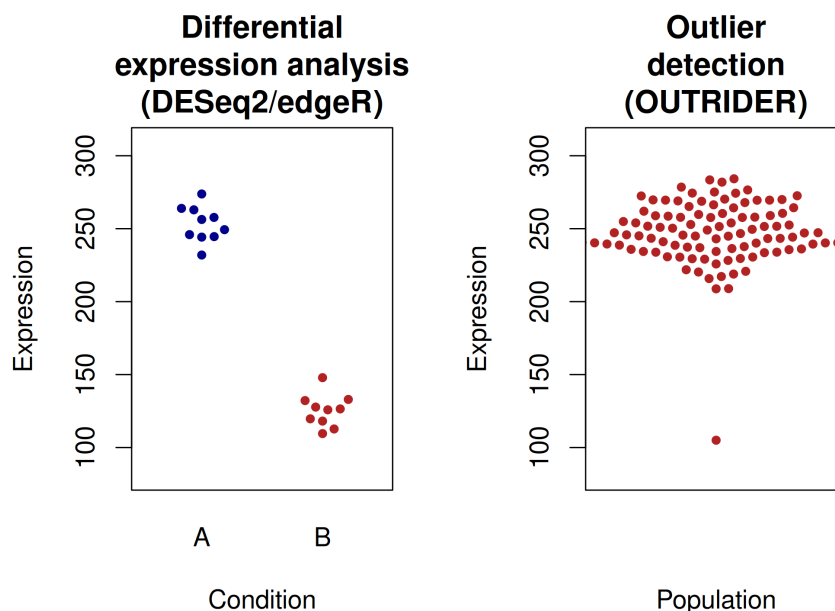 Differential
expression analysis
(DESeq2/edgeR)
Expression
300
250
200
150
100
A B
Condition
Outlier
detection
(OUTRIDER)
Expression
300
250
200
150
100
Population